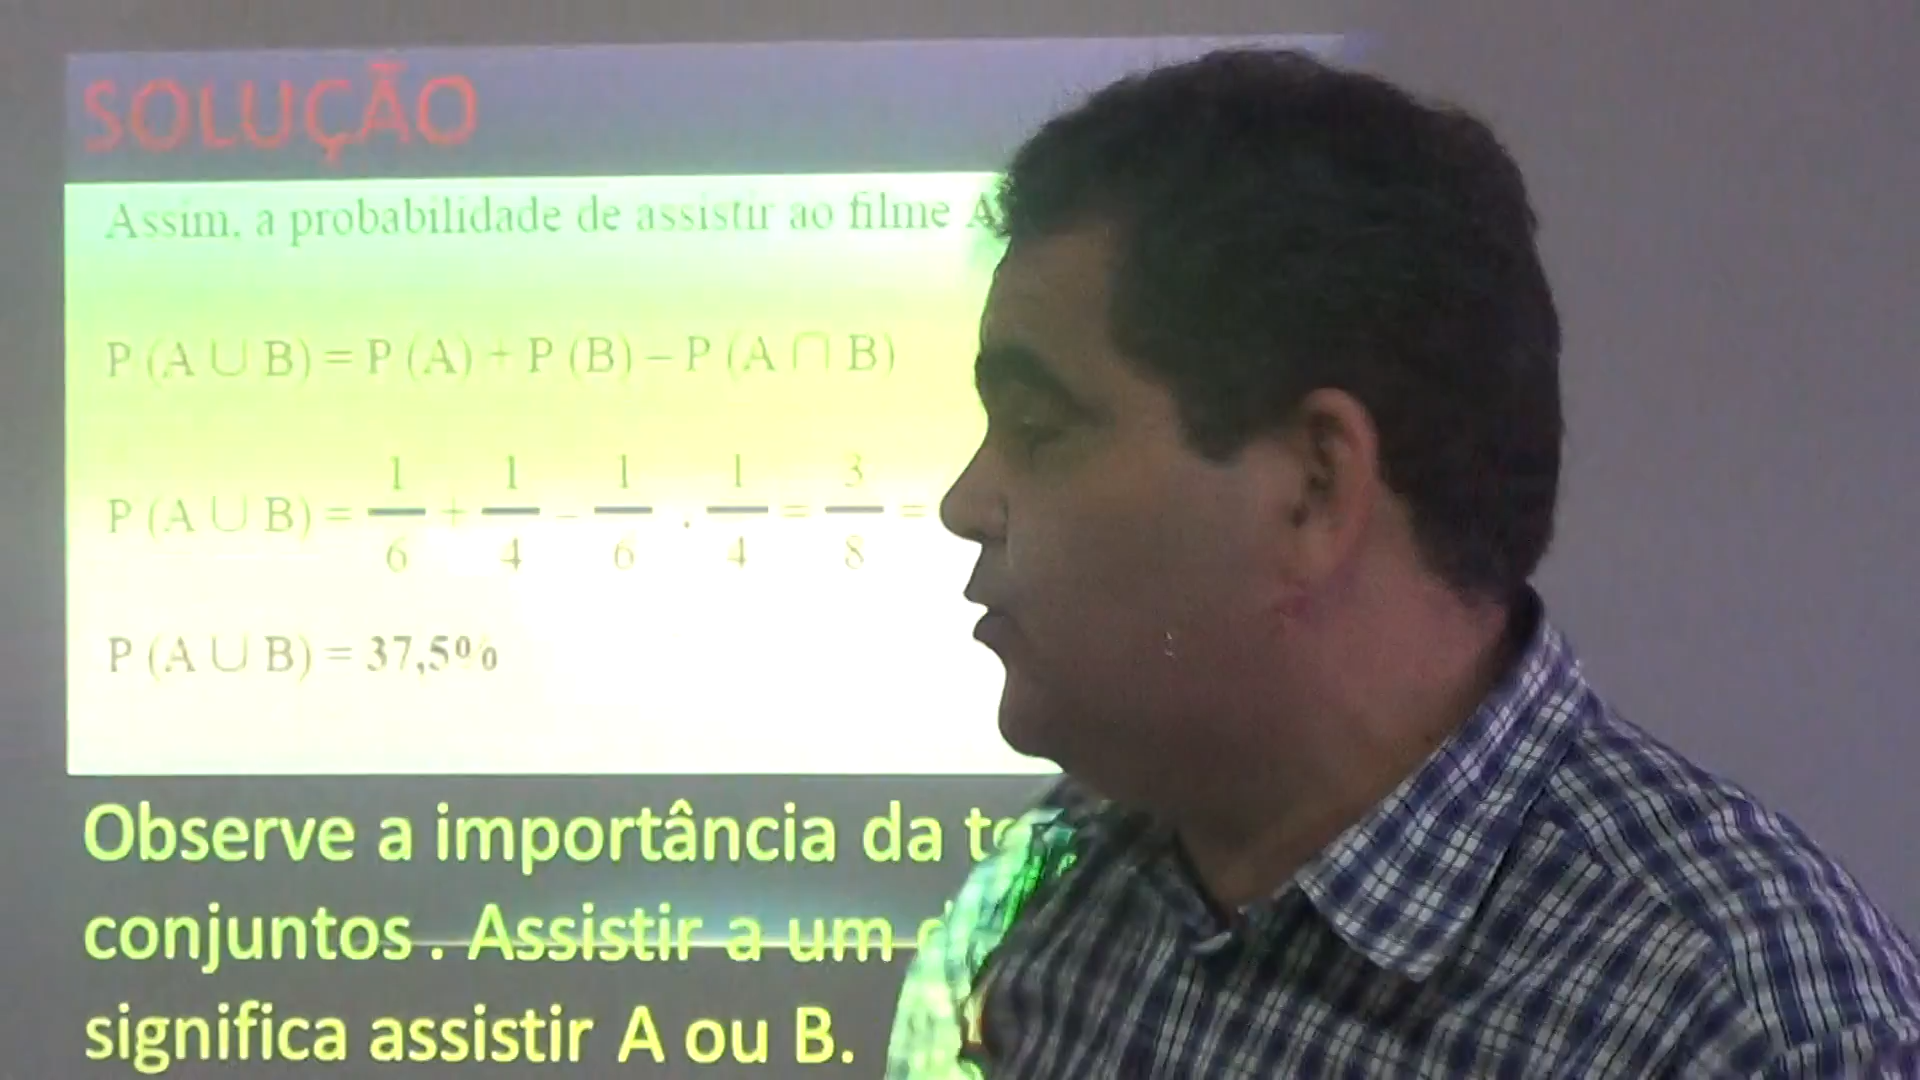 SOLUÇÃO
Assim, a probabilidade de assistir ao filme A
P (A ∪ B) = P (A) + P (B) – P (A ∩ B)
P (A ∪ B) = 1/6 + 1/4 – 1/6 . 1/4 = 3/8 =
P (A ∪ B) = 37,5%
Observe a importância da
conjuntos . Assistir a um
significa assistir A ou B.